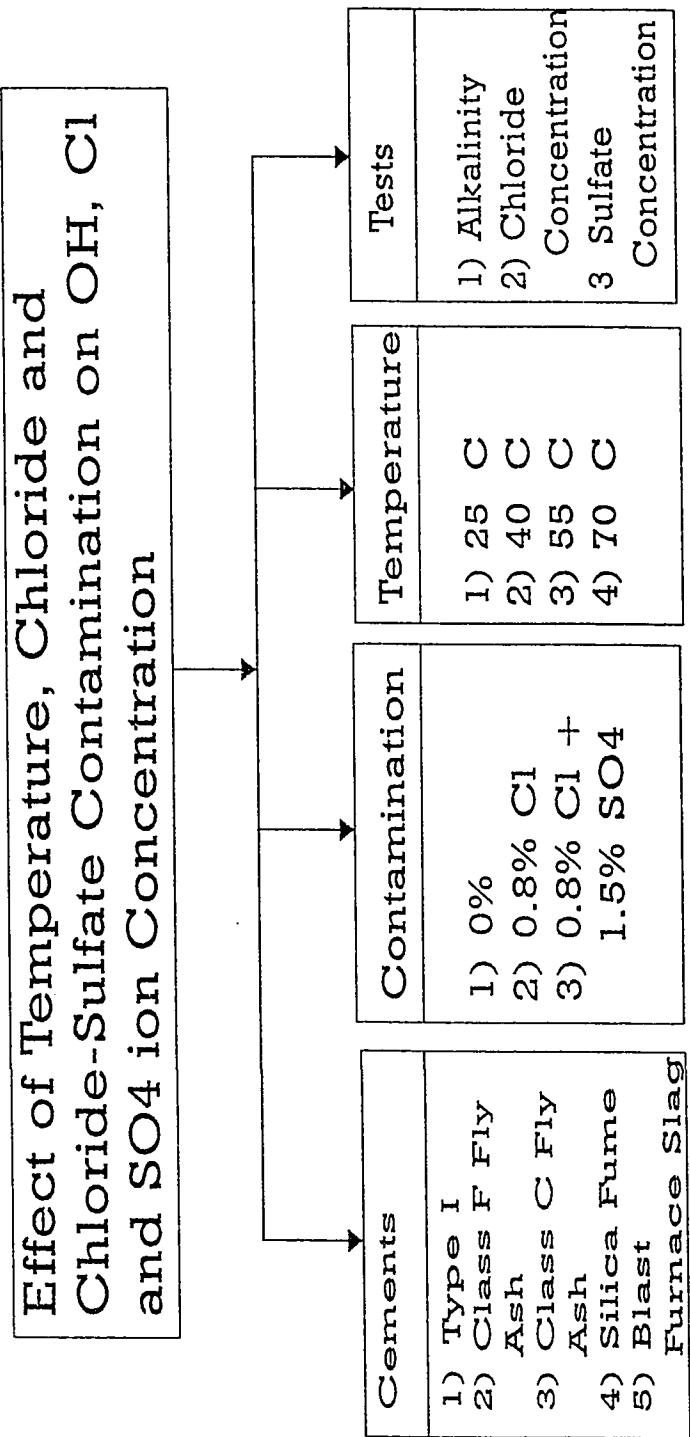 Effect of Temperature, Chloride and
Chloride-Sulfate Contamination on OH, Cl
and SO4 ion Concentration
Cements
1) Type I
2) Class F Fly
Ash
3) Class C Fly
Ash
4) Silica Fume
5) Blast
Furnace Slag
Contamination
1) 0%
2) 0.8% Cl
3) 0.8% Cl +
1.5% SO4
Temperature
1) 25 C
2) 40 C
3) 55 C
4) 70 C
Tests
1) Alkalinity
2) Chloride
Concentration
3 Sulfate
Concentration